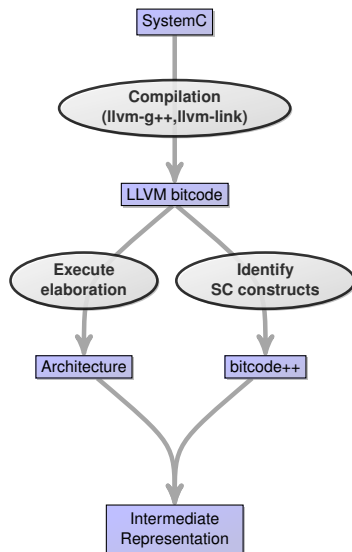 SystemC
Compilation
(llvm-g++,llvm-link)
LLVM bitcode
Execute
elaboration
Identify
SC constructs
Architecture
bitcode++
Intermediate
Representation